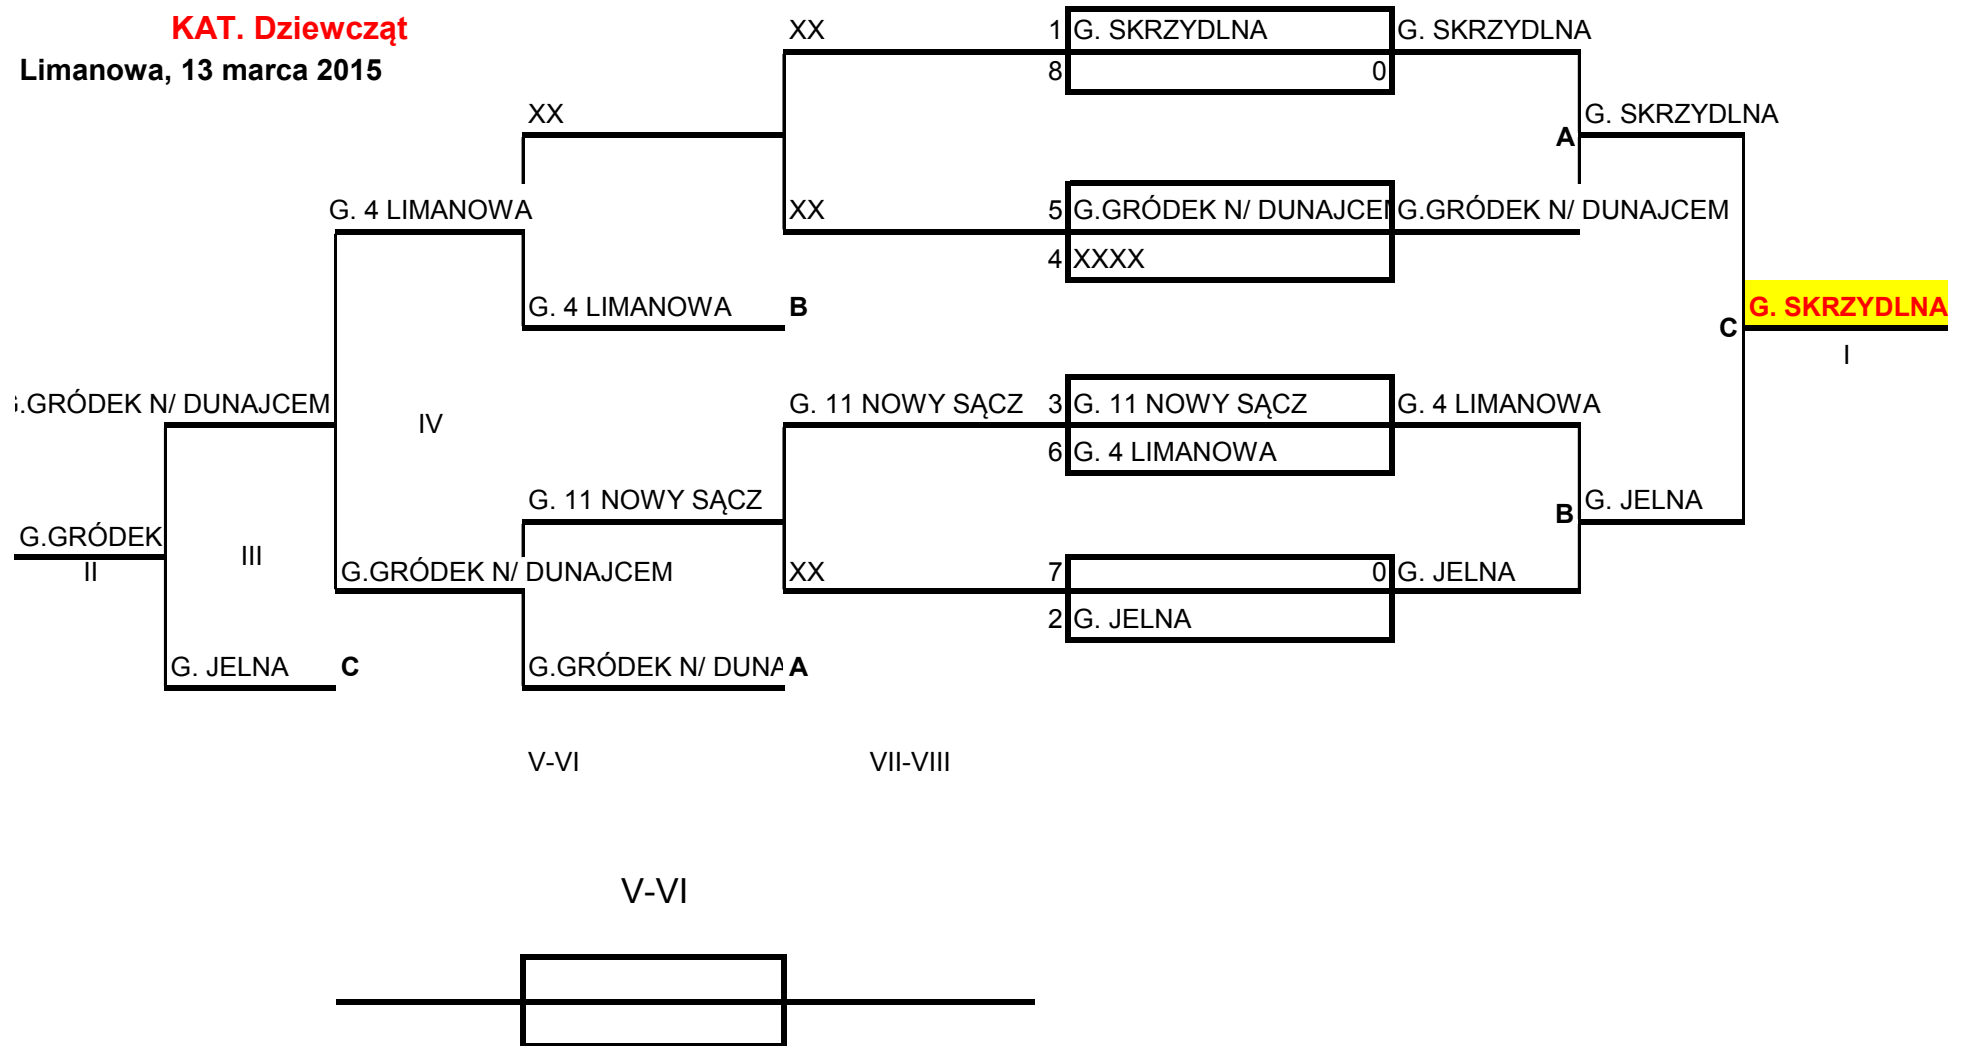 KAT. Dziewcząt
XX 1 G. SKRZYDLNA G. SKRZYDLNA
Limanowa, 13 marca 2015
8 0
XX
G. SKRZYDLNA
A
G. 4 LIMANOWA XX 5 G.GRÓDEK N/ DUNAJCEM G.GRÓDEK N/ DUNAJCEM
4 XXXX
G. 4 LIMANOWA B
G. SKRZYDLNA
C
I
.GRÓDEK N/ DUNAJCEM G. 11 NOWY SĄCZ 3 G. 11 NOWY SĄCZ G. 4 LIMANOWA
IV
6 G. 4 LIMANOWA
G. 11 NOWY SĄCZ
G. JELNA
B
G.GRÓDEK
III
II
G.GRÓDEK N/ DUNAJCEM XX 7 0 G. JELNA
2 G. JELNA
G. JELNA C G.GRÓDEK N/ DUNA A
V-VI VII-VIII
V-VI